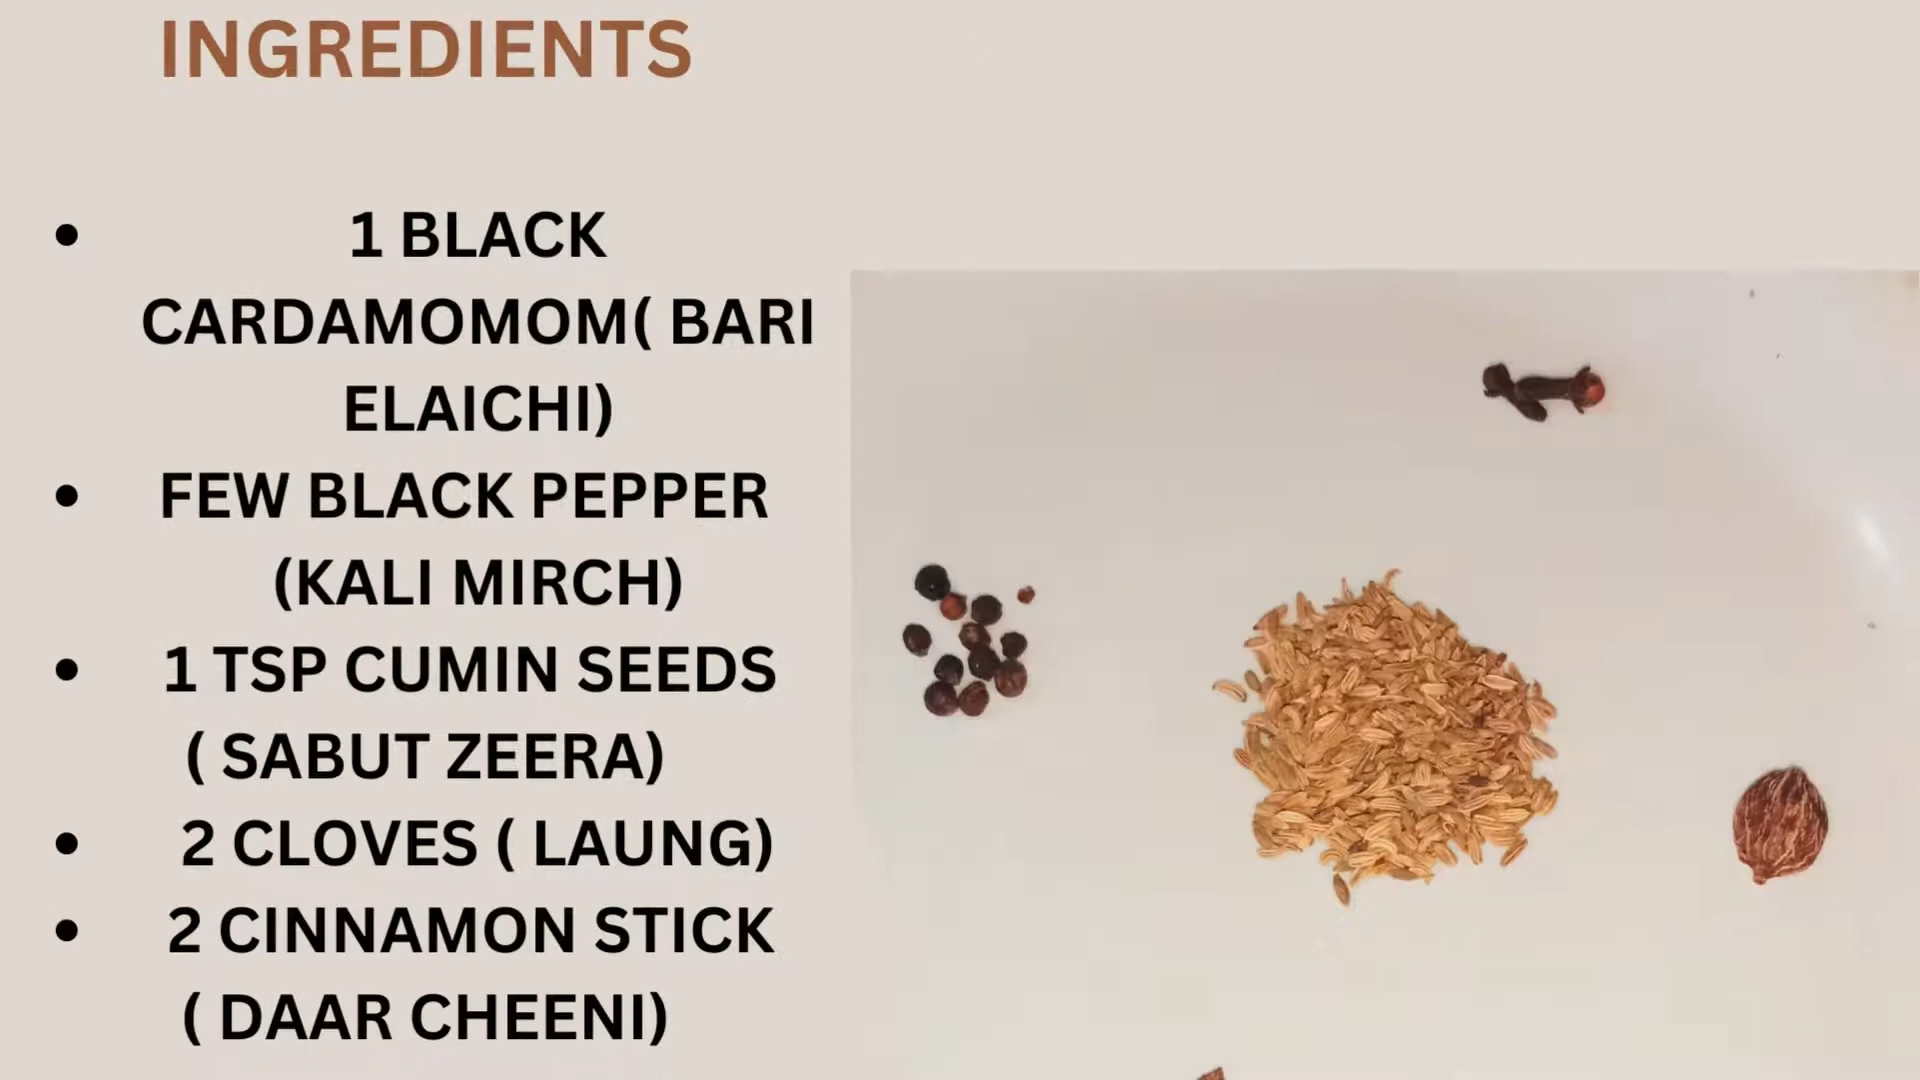 INGREDIENTS
• 1 BLACK
CARDAMOMOM( BARI
ELAICHI)
• FEW BLACK PEPPER
(KALI MIRCH)
• 1 TSP CUMIN SEEDS
( SABUT ZEERA)
• 2 CLOVES ( LAUNG)
• 2 CINNAMON STICK
( DAAR CHEENI)